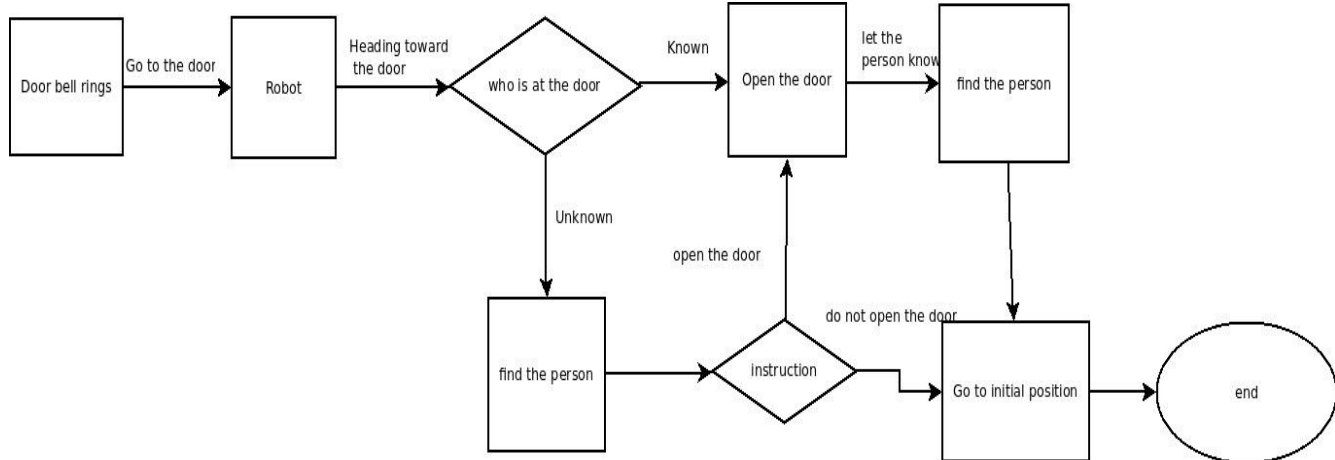 Door bell rings
Go to the door
Robot
Heading toward
the door
who is at the door
Known
Open the door
let the
person know
find the person
Unknown
find the person
instruction
open the door
do not open the door
Go to initial position
end